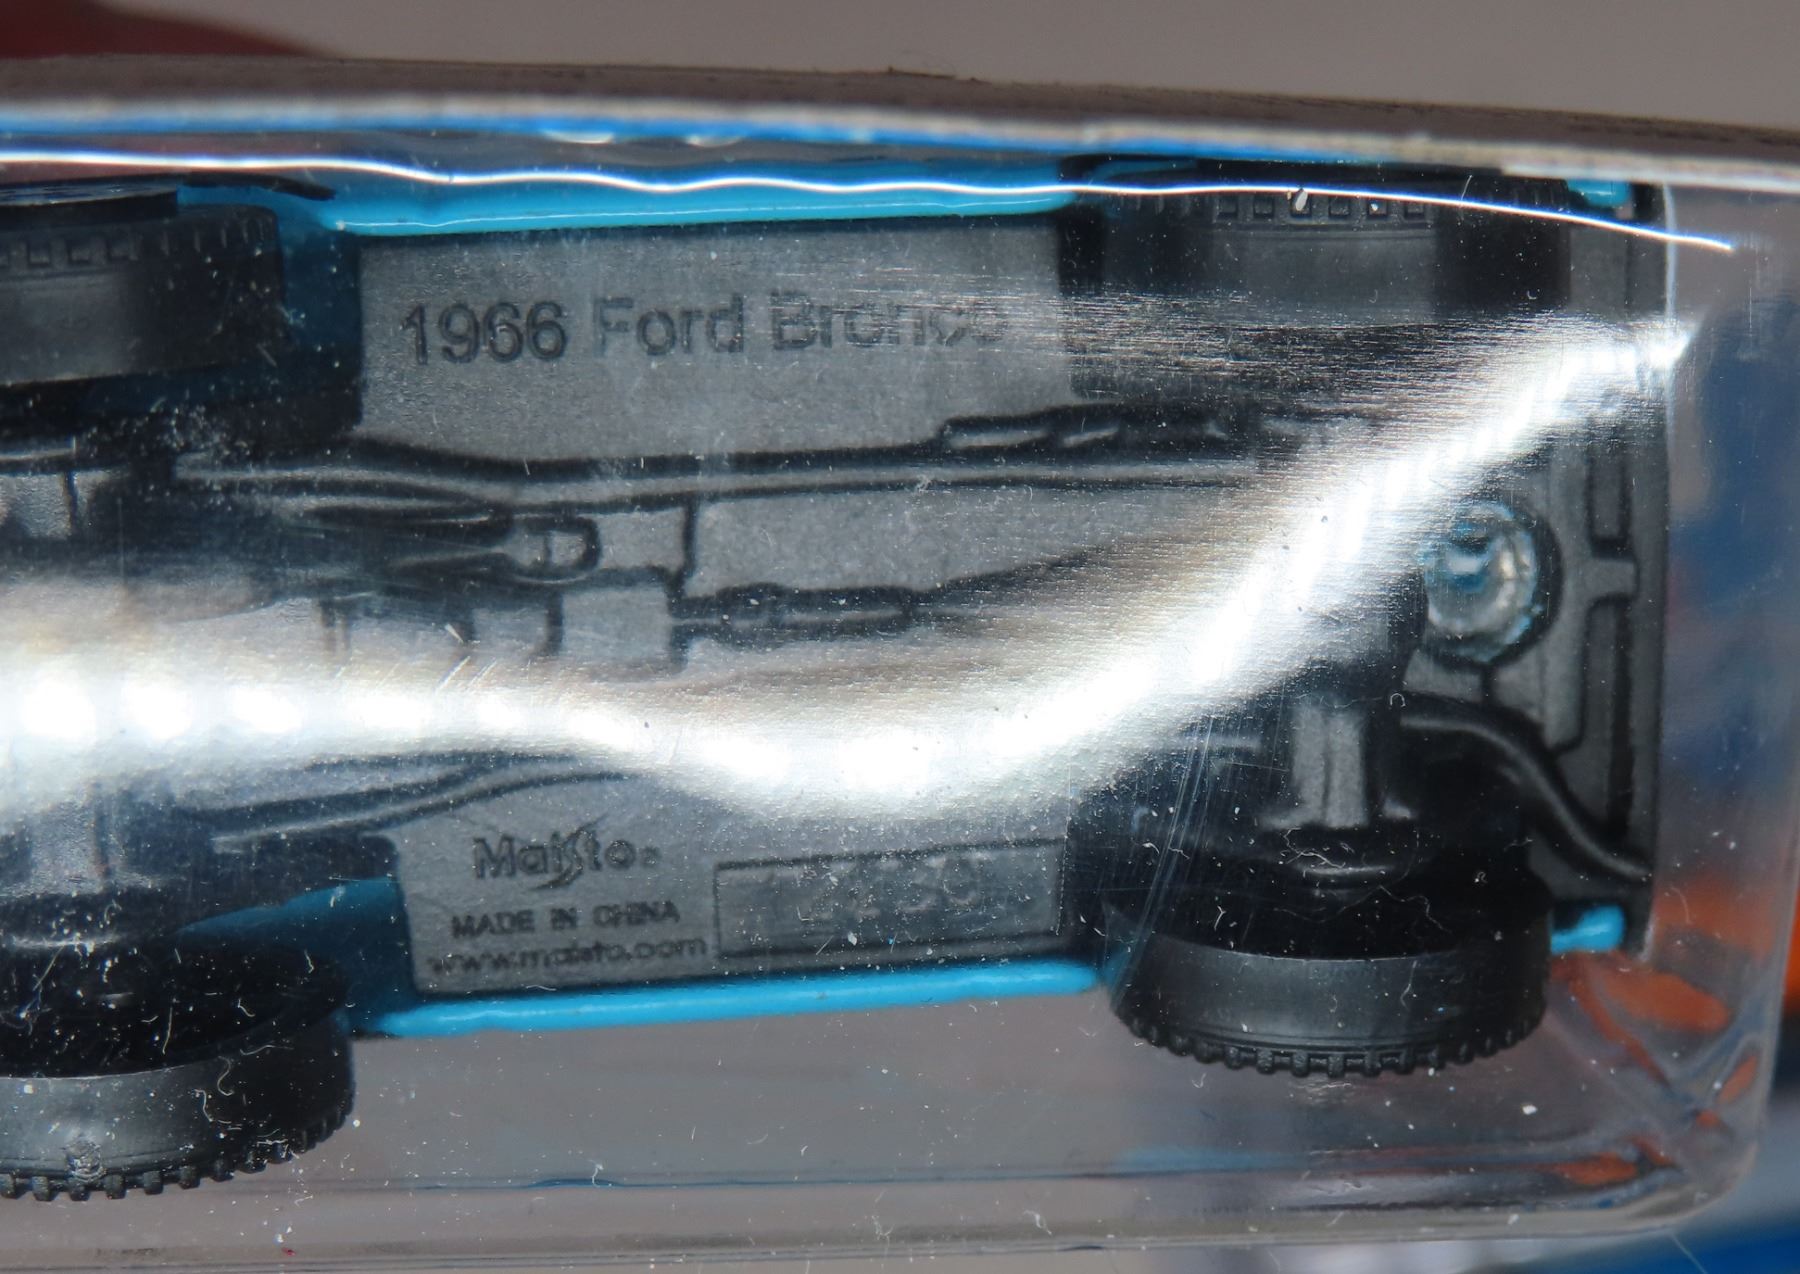 1966 Ford Bronco
Maisto®
MADE IN CHINA
www.maisto.com